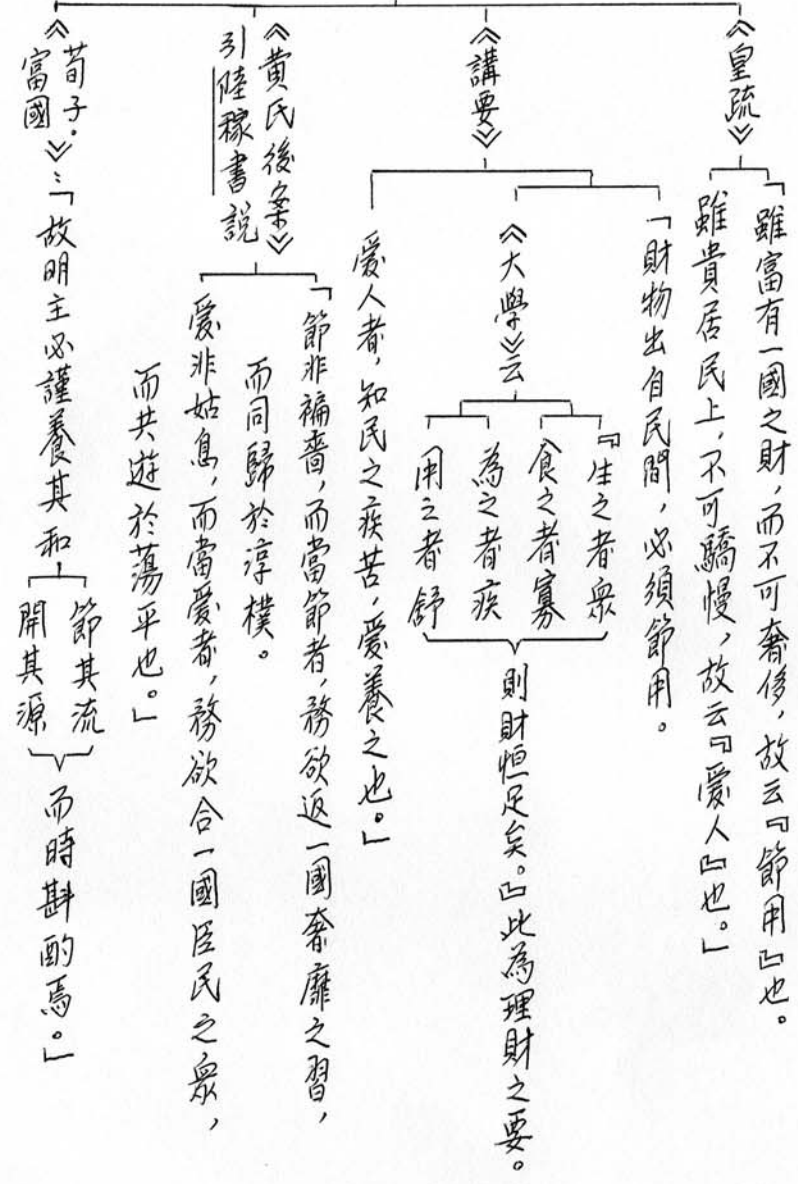 《皇疏》
「雖富有一國之財，而不可奢侈，故云『節用』也。
雖貴居民上，不可驕慢，故云『愛人』也。」
《講要》
「財物出自民間，必須節用。
《大學》云
『生之者眾
食之者寡
為之者疾
用之者舒
則財恒足矣。』此為理財之要。
愛人者，知民之疾苦，愛養之也。」
《黃氏後案》
引陸稼書說
「節非褊嗇，而當節者，務欲返一國奢靡之習，
而同歸於淳樸。
愛非姑息，而當愛者，務欲合一國臣民之眾，
而共遊於蕩平也。」
《荀子。
富國》：「故明主必謹養其和
節其流
開其源
而時斟酌焉。」